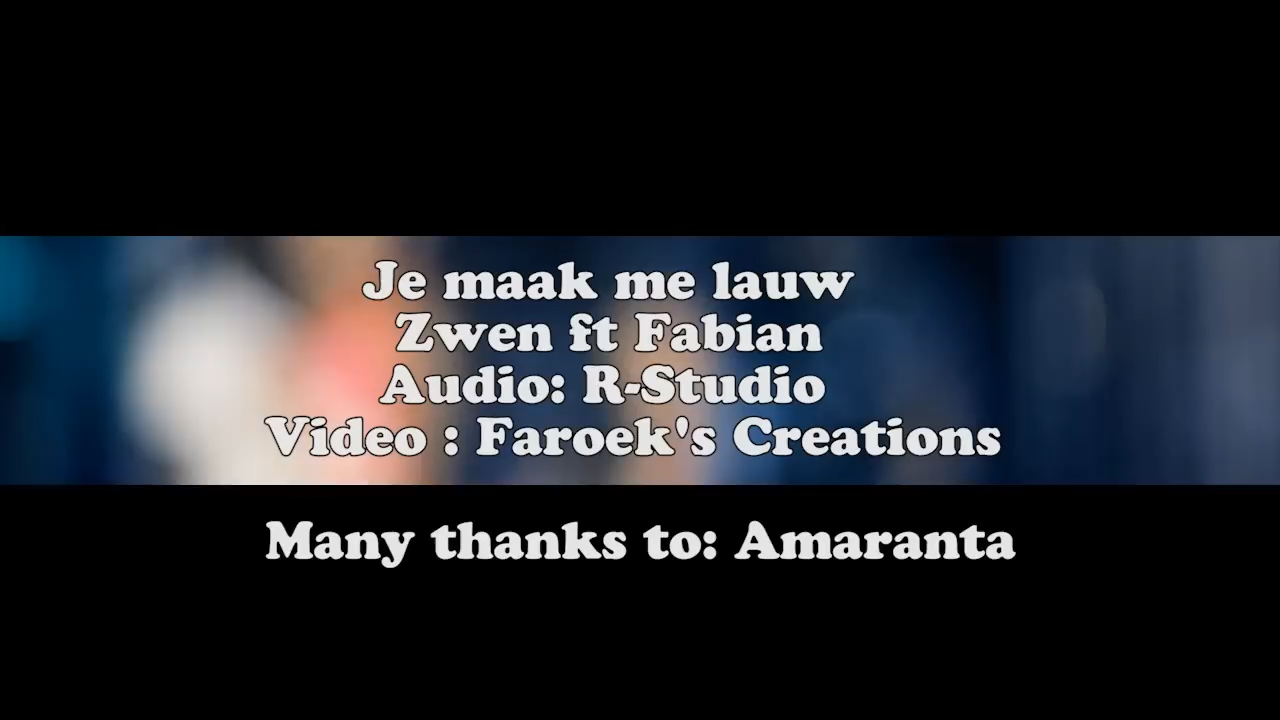 Je maak me lauw
Zwen ft Fabian
Audio: R-Studio
Video : Faroek's Creations
Many thanks to: Amaranta